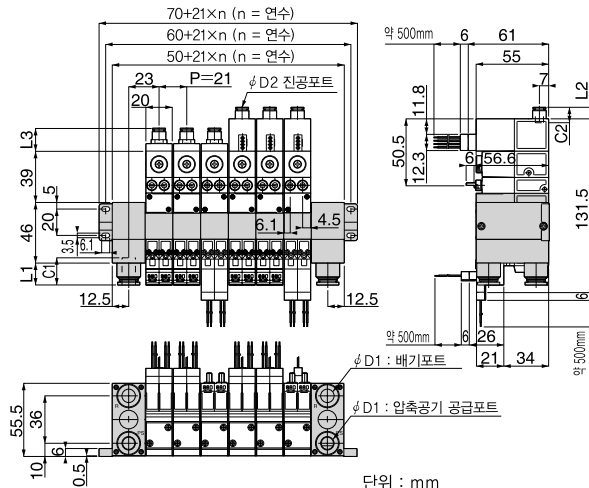 70+21×n (n = 연수)
60+21×n (n = 연수)
50+21×n (n = 연수)
23
P=21
20
φD2 진공포트
L3
39
5
46
20
3.5
6.1
L1
C1
12.5
6.1
4.5
12.5
약 500mm
6
61
55
7
L2
11.8
C2
50.5
12.3
6
56.6
131.5
6
약 500mm
6
26
21
34
약 500mm
55.5
36
10
6
0.5
φD1 : 배기포트
φD1 : 압축공기 공급포트
단위 : mm